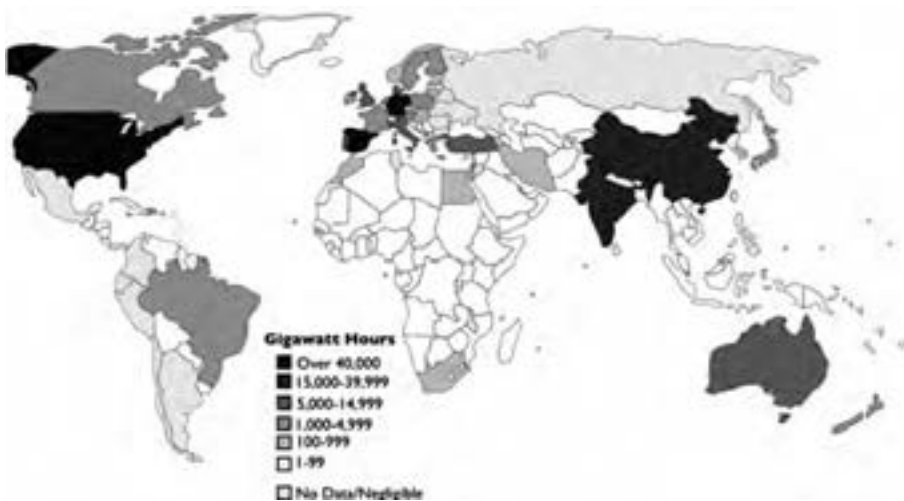 Gigawatt Hours
Over 40,000
15,000-39,999
5,000-14,999
1,000-4,999
100-999
1-99
No Data/Negligible